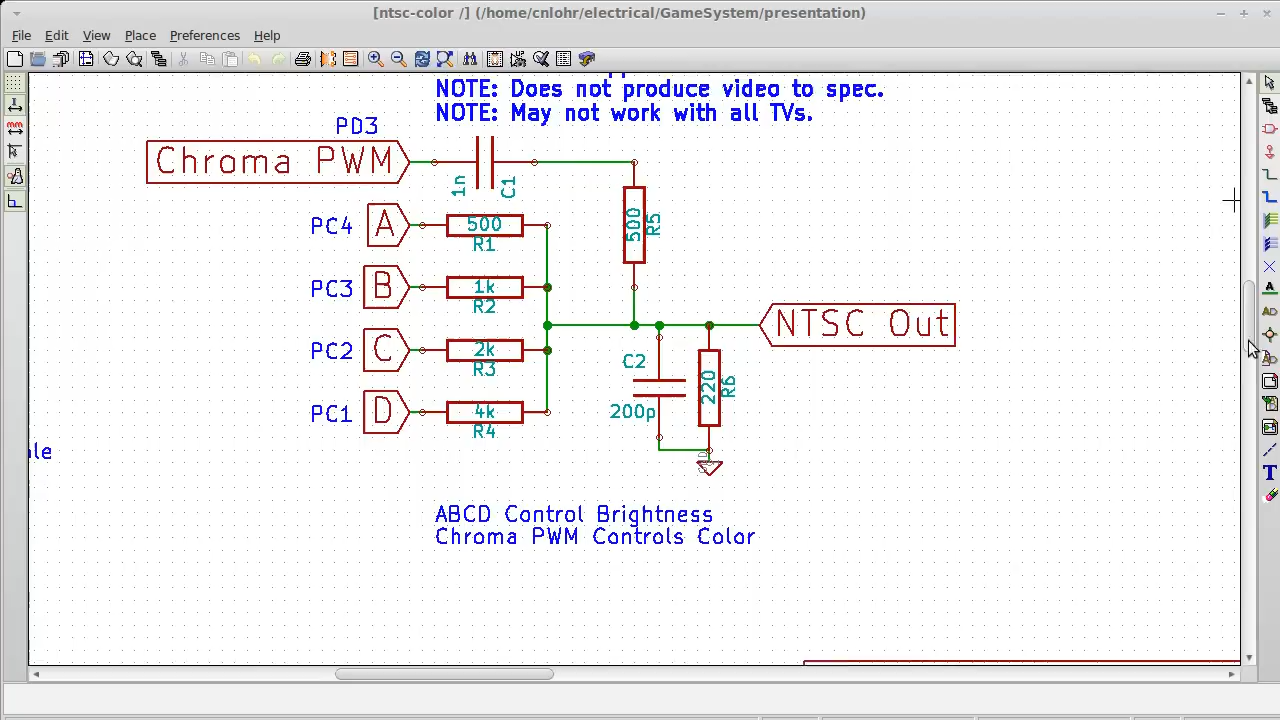 [ntsc-color /] (/home/cnlohr/electrical/GameSystem/presentation)
File Edit View Place Preferences Help
NOTE: Does not produce video to spec.
NOTE: May not work with all TVs.
PD3
Chroma PWM
1n
C1
500
R5
PC4
A
500
R1
PC3
B
1k
R2
NTSC Out
PC2
C
2k
R3
C2
200p
220
R6
PC1
D
4k
R4
GND
ABCD Control Brightness
Chroma PWM Controls Color